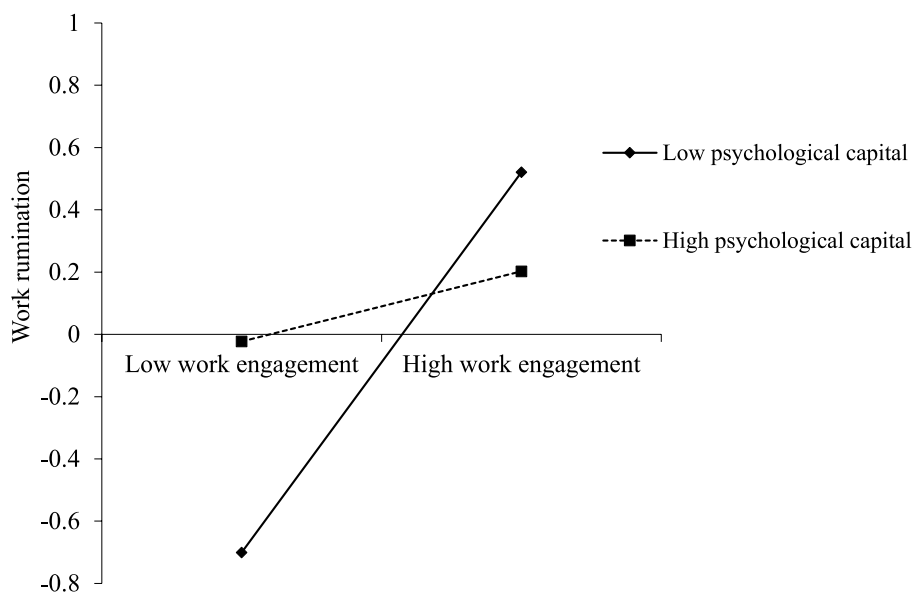 1
0.8
0.6
0.4
0.2
0
-0.2
-0.4
-0.6
-0.8
Work rumination
Low work engagement
High work engagement
Low psychological capital
High psychological capital